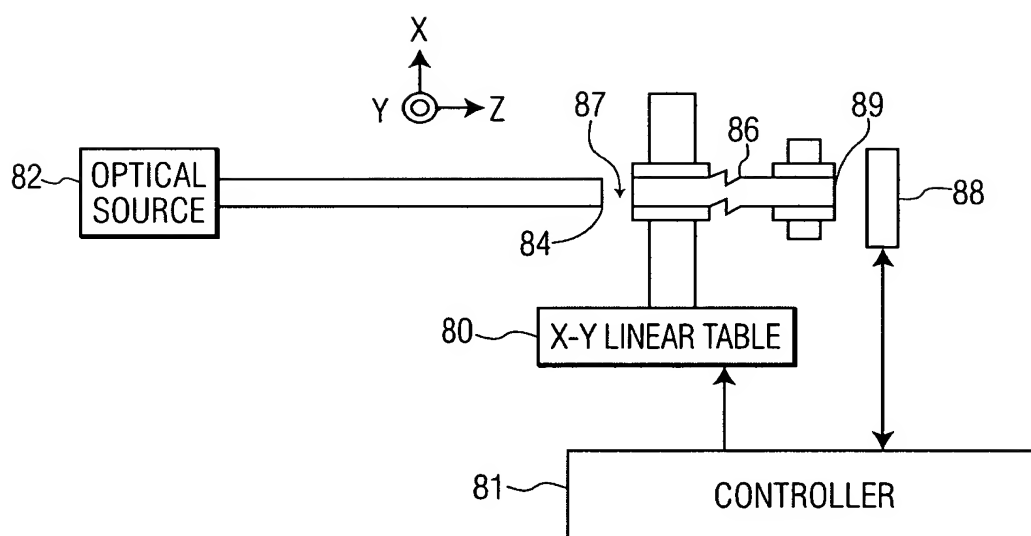 X
Y
Z
87
86
89
82
OPTICAL
SOURCE
88
84
80
X-Y LINEAR TABLE
81
CONTROLLER